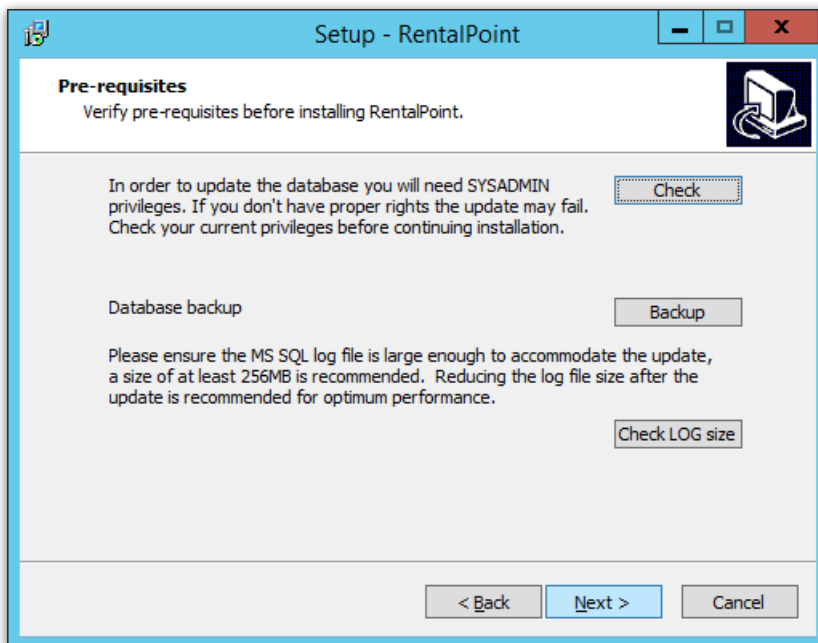 Setup - RentalPoint
Pre-requisites
Verify pre-requisites before installing RentalPoint.
In order to update the database you will need SYSADMIN
privileges. If you don't have proper rights the update may fail.
Check your current privileges before continuing installation.
Check
Database backup
Backup
Please ensure the MS SQL log file is large enough to accommodate the update,
a size of at least 256MB is recommended.  Reducing the log file size after the
update is recommended for optimum performance.
Check LOG size
< Back
Next >
Cancel